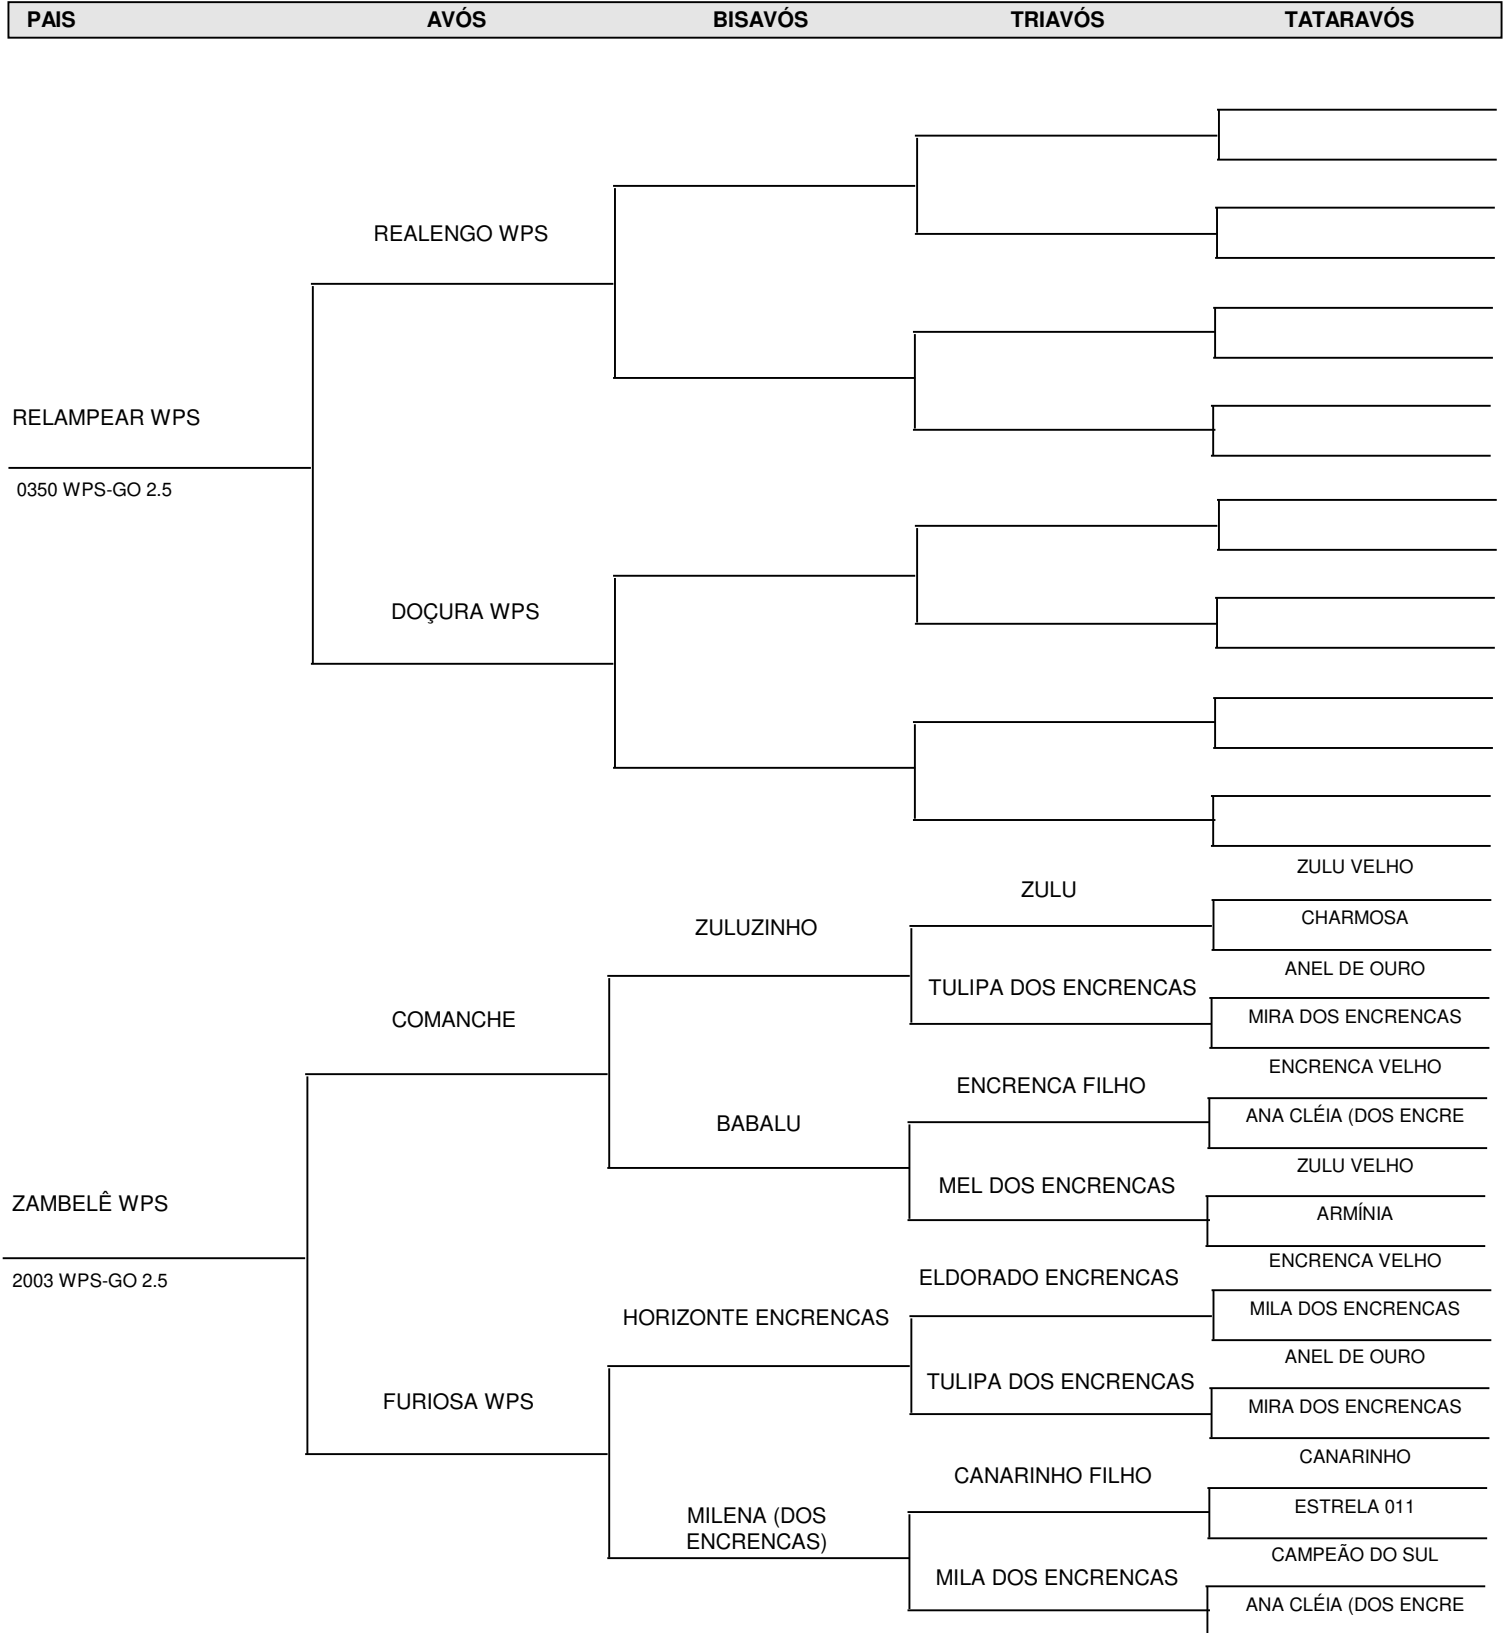 PAIS AVÓS BISAVÓS TRIAVÓS TATARAVÓS
REALENGO WPS
RELAMPEAR WPS
0350 WPS-GO 2.5
DOÇURA WPS
ZULU VELHO
ZULU
CHARMOSA
ZULUZINHO
ANEL DE OURO
TULIPA DOS ENCRENCAS
MIRA DOS ENCRENCAS
COMANCHE
ENCRENCA VELHO
ENCRENCA FILHO
ANA CLÉIA (DOS ENCRE
BABALU
ZULU VELHO
MEL DOS ENCRENCAS
ARMÍNIA
ZAMBELÊ WPS
2003 WPS-GO 2.5
ENCRENCA VELHO
ELDORADO ENCRENCAS
MILA DOS ENCRENCAS
HORIZONTE ENCRENCAS
ANEL DE OURO
TULIPA DOS ENCRENCAS
MIRA DOS ENCRENCAS
FURIOSA WPS
CANARINHO
CANARINHO FILHO
ESTRELA 011
MILENA (DOS
ENCRENCAS)
CAMPEÃO DO SUL
MILA DOS ENCRENCAS
ANA CLÉIA (DOS ENCRE